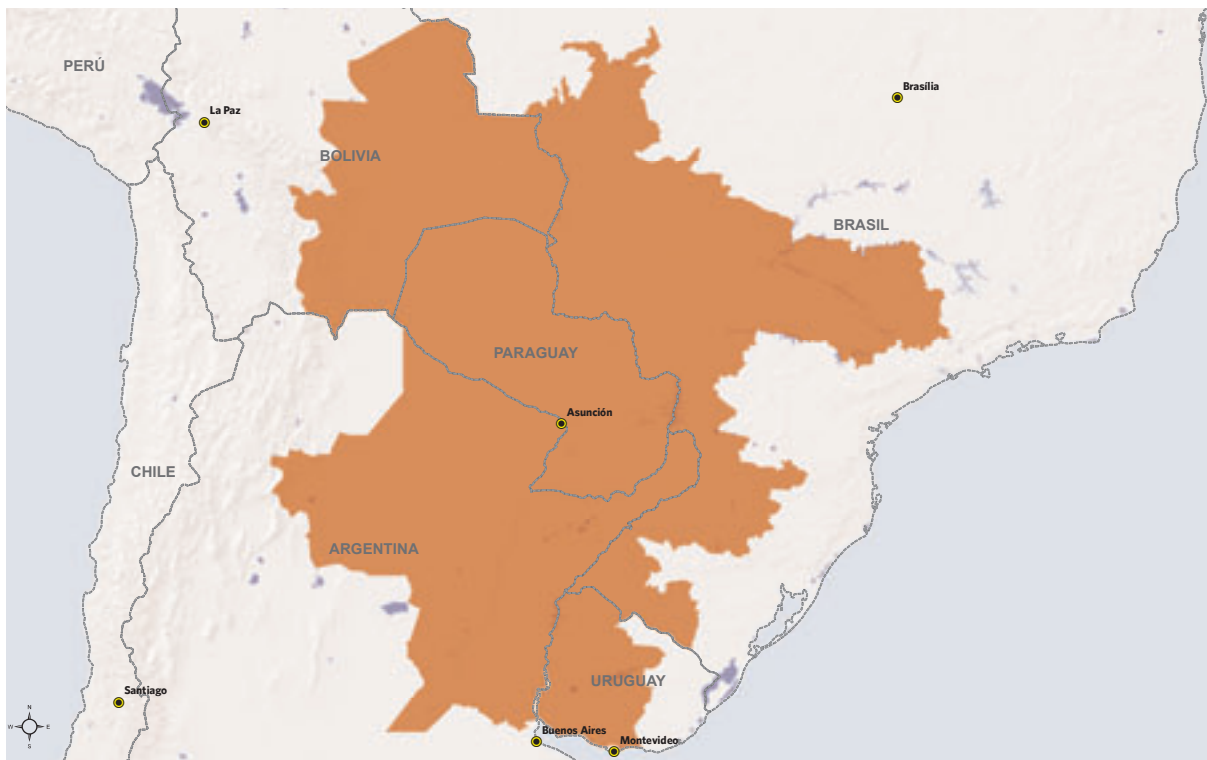 PERÚ
La Paz
Brasília
BOLIVIA
BRASIL
PARAGUAY
Asunción
CHILE
ARGENTINA
URUGUAY
Santiago
Buenos Aires
Montevideo
N
W E
S